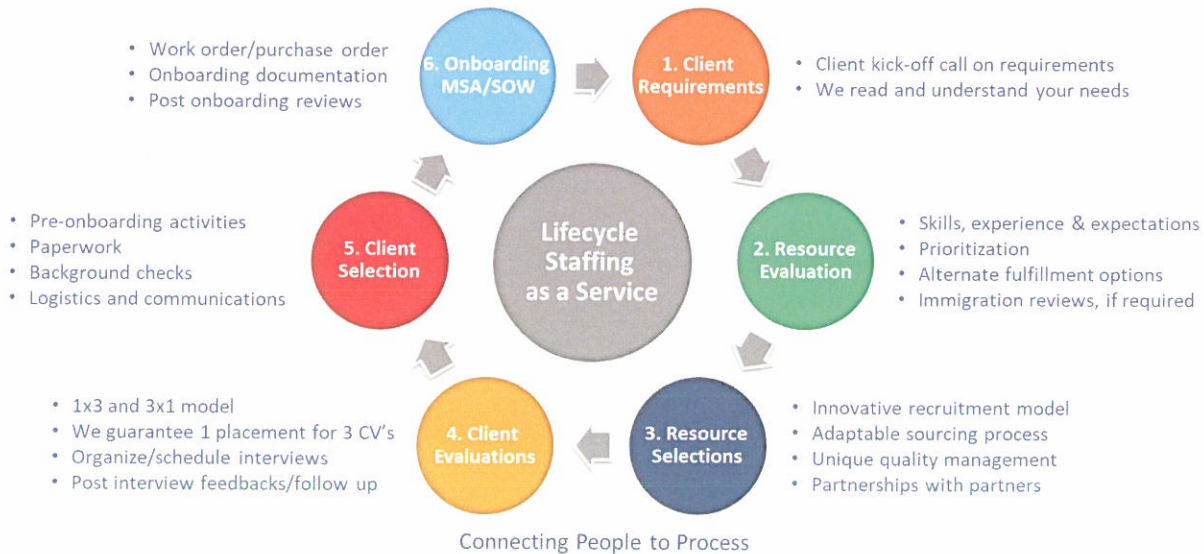 6. Onboarding
MSA/SOW
• Work order/purchase order
• Onboarding documentation
• Post onboarding reviews
1. Client
Requirements
• Client kick-off call on requirements
• We read and understand your needs
Lifecycle
Staffing
as a Service
2. Resource
Evaluation
• Skills, experience & expectations
• Prioritization
• Alternate fulfillment options
• Immigration reviews, if required
3. Resource
Selections
• Innovative recruitment model
• Adaptable sourcing process
• Unique quality management
• Partnerships with partners
4. Client
Evaluations
• 1x3 and 3x1 model
• We guarantee 1 placement for 3 CV's
• Organize/schedule interviews
• Post interview feedbacks/follow up
5. Client
Selection
• Pre-onboarding activities
• Paperwork
• Background checks
• Logistics and communications
Connecting People to Process